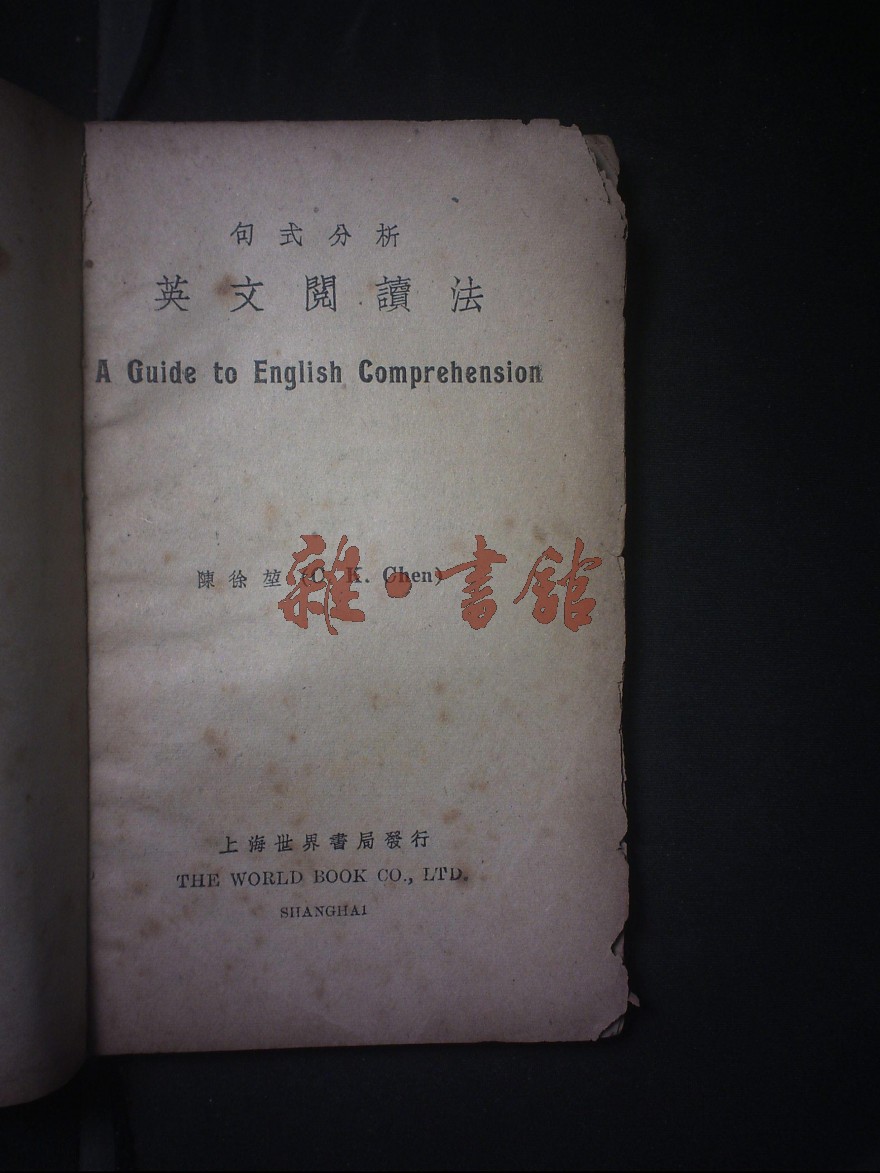 句式分析
英文閱讀法
A Guide to English Comprehension
陳徐堃 (C. K. Chen)
雜·書館
上海世界書局發行
THE WORLD BOOK CO., LTD.
SHANGHAI